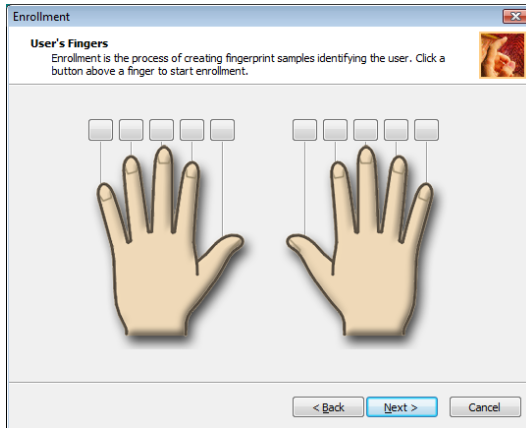 Enrollment
User's Fingers
Enrollment is the process of creating fingerprint samples identifying the user. Click a
button above a finger to start enrollment.
< Back
Next >
Cancel